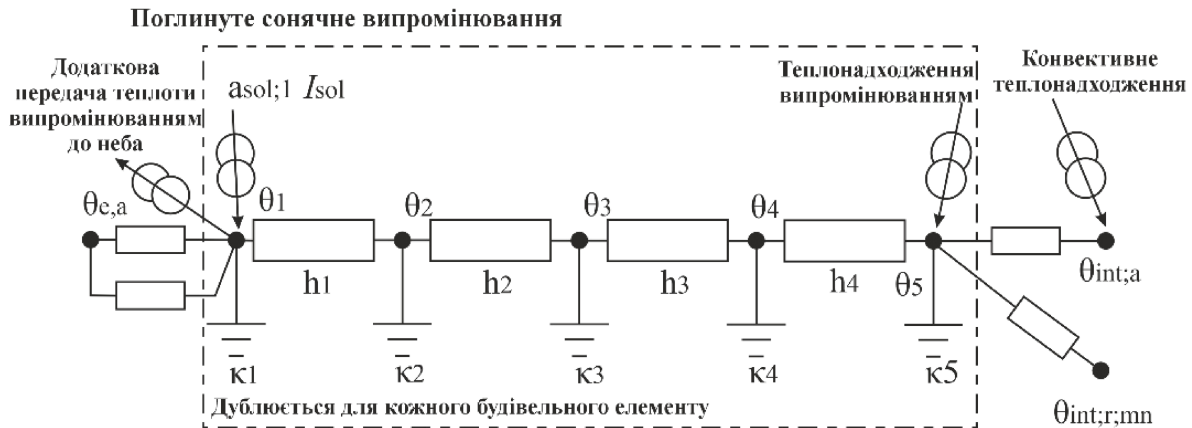 Поглинуте сонячне випромінювання
Додаткова
передача теплоти
випромінюванням
до неба
asol;1 Isol
Теплонадходження
випромінюванням
Конвективне
теплонадходження
θe,a
θ1
θ2
θ3
θ4
θ5
h1
h2
h3
h4
θint;a
κ1
κ2
κ3
κ4
κ5
Дублюється для кожного будівельного елементу
θint;r;mn